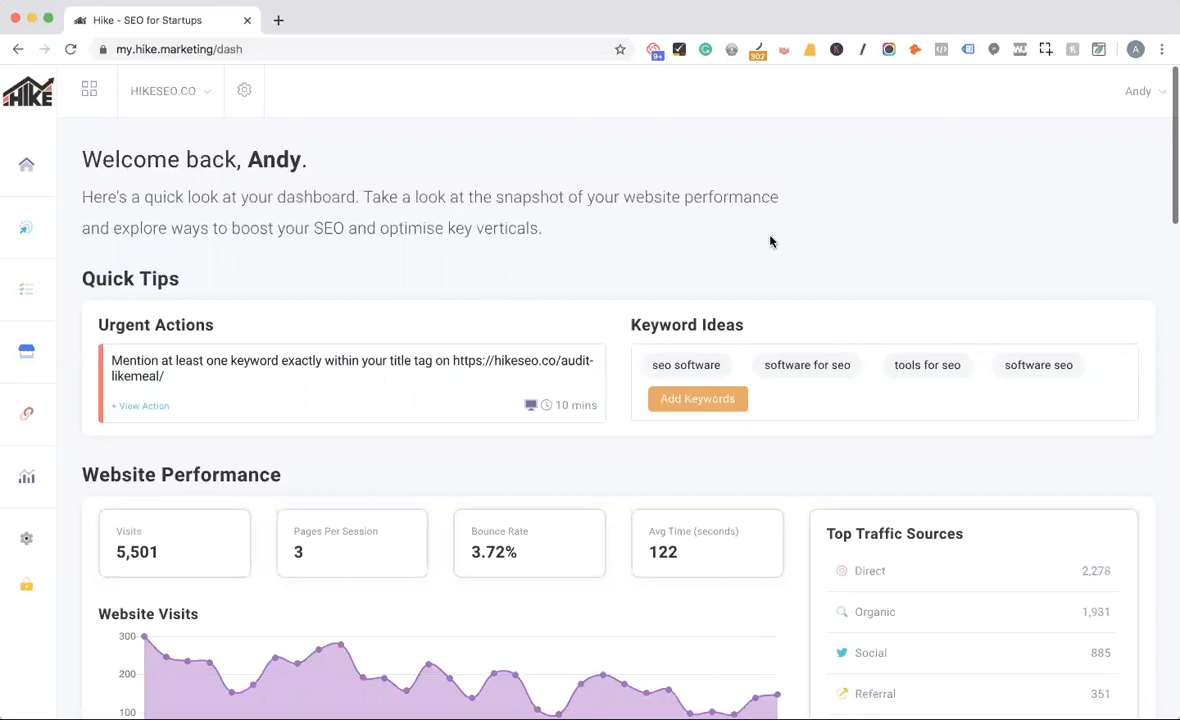 Hike - SEO for Startups
my.hike.marketing/dash
9+
302
A
HIKE
HIKESEO.CO
Andy
Welcome back, Andy.
Here's a quick look at your dashboard. Take a look at the snapshot of your website performance
and explore ways to boost your SEO and optimise key verticals.
Quick Tips
Urgent Actions
Mention at least one keyword exactly within your title tag on https://hikeseo.co/audit-
likemeal/
+ View Action
10 mins
Keyword Ideas
seo software
software for seo
tools for seo
software seo
Add Keywords
Website Performance
Visits
5,501
Pages Per Session
3
Bounce Rate
3.72%
Avg Time (seconds)
122
Website Visits
300
200
100
Top Traffic Sources
Direct 2,278
Organic 1,931
Social 885
Referral 351